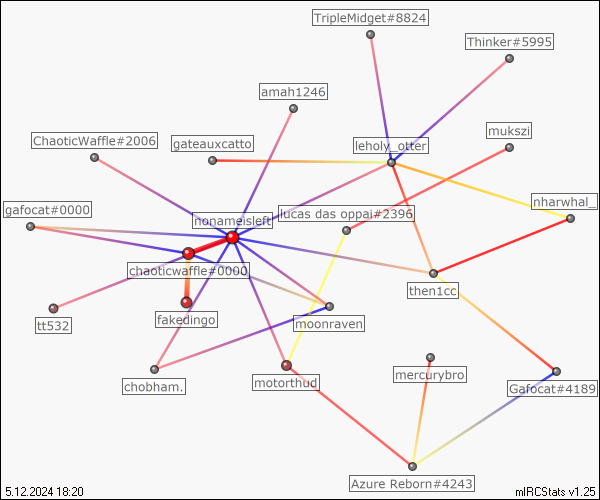 TripleMidget#8824
Thinker#5995
amah1246
mukszi
ChaoticWaffle#2006
gateauxcatto
leholy_otter
nharwhal_
gafocat#0000
nonameisleft
lucas das oppai#2396
chaoticwaffle#0000
then1cc
tt532
fakedingo
moonraven
chobham.
motorthud
mercurybro
Gafocat#4189
Azure Reborn#4243
5.12.2024 18:20
mIRCStats v1.25